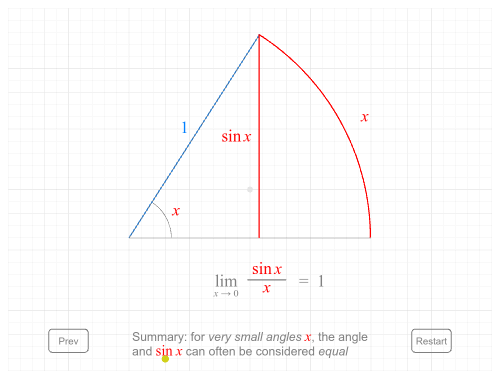 1
sin x
x
x
lim x → 0 sin x / x = 1
Prev
Summary: for very small angles x, the angle
and sin x can often be considered equal
Restart